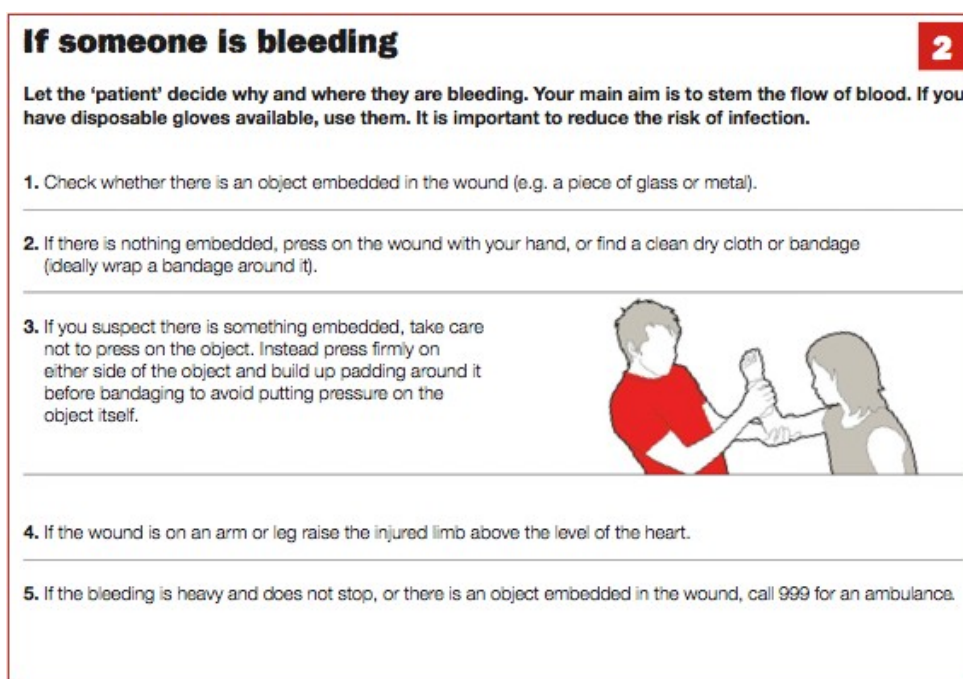 If someone is bleeding
2
Let the ‘patient’ decide why and where they are bleeding. Your main aim is to stem the flow of blood. If you
have disposable gloves available, use them. It is important to reduce the risk of infection.
1. Check whether there is an object embedded in the wound (e.g. a piece of glass or metal).
2. If there is nothing embedded, press on the wound with your hand, or find a clean dry cloth or bandage
(ideally wrap a bandage around it).
3. If you suspect there is something embedded, take care
not to press on the object. Instead press firmly on
either side of the object and build up padding around it
before bandaging to avoid putting pressure on the
object itself.
4. If the wound is on an arm or leg raise the injured limb above the level of the heart.
5. If the bleeding is heavy and does not stop, or there is an object embedded in the wound, call 999 for an ambulance.